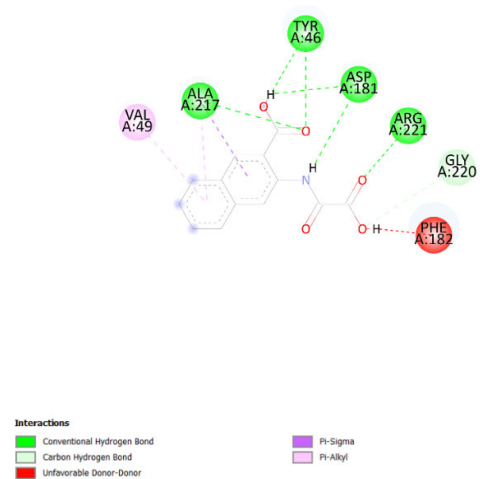 TYR
A:46
ASP
A:181
ALA
A:217
VAL
A:49
ARG
A:221
GLY
A:220
PHE
A:182
H
O
O
H
N
O
O
O
H
Interactions
Conventional Hydrogen Bond
Carbon Hydrogen Bond
Unfavorable Donor-Donor
Pi-Sigma
Pi-Alkyl